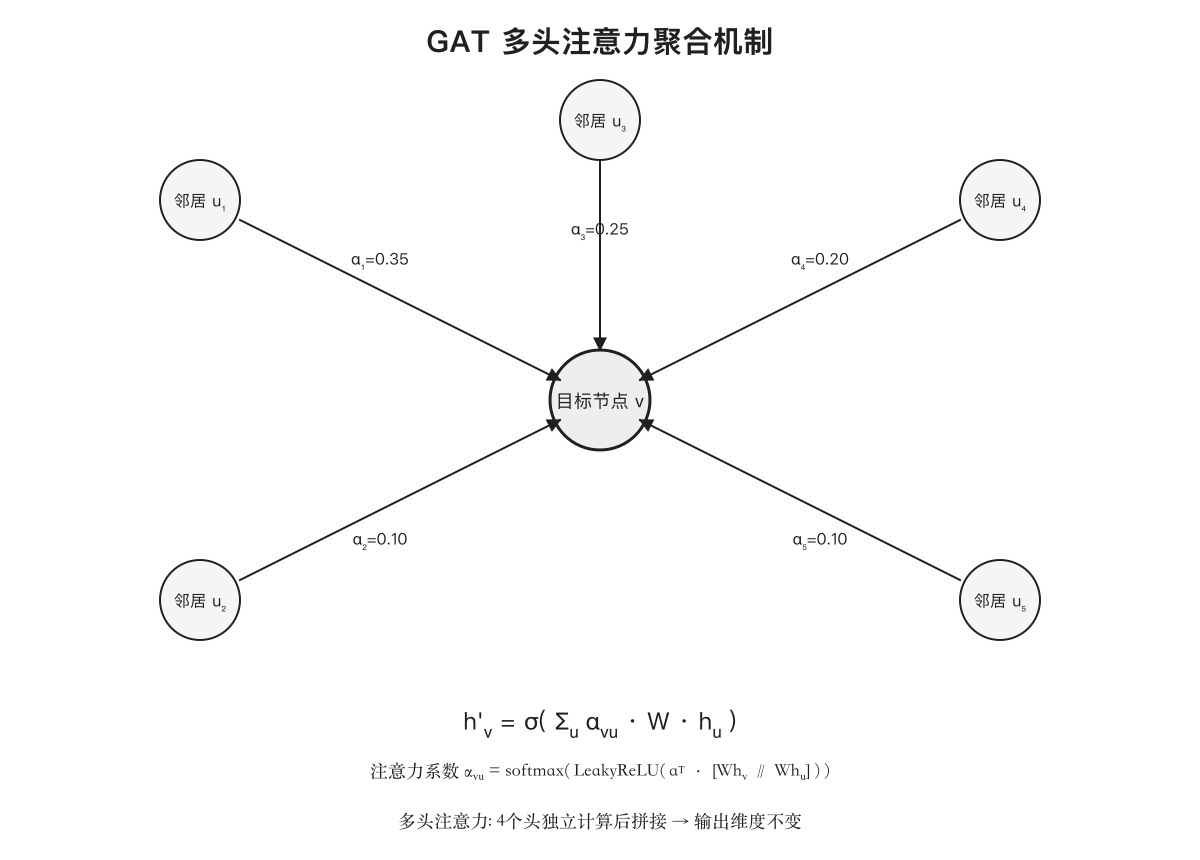 GAT 多头注意力聚合机制
邻居 u₃
邻居 u₁
邻居 u₄
α₃=0.25
α₁=0.35
α₄=0.20
目标节点 v
α₂=0.10
α₅=0.10
邻居 u₂
邻居 u₅
h'ᵥ = σ( Σᵤ αᵥᵤ · W · hᵤ )
注意力系数 αᵥᵤ = softmax( LeakyReLU( aᵀ · [Whᵥ ∥ Whᵤ] ) )
多头注意力: 4个头独立计算后拼接 → 输出维度不变